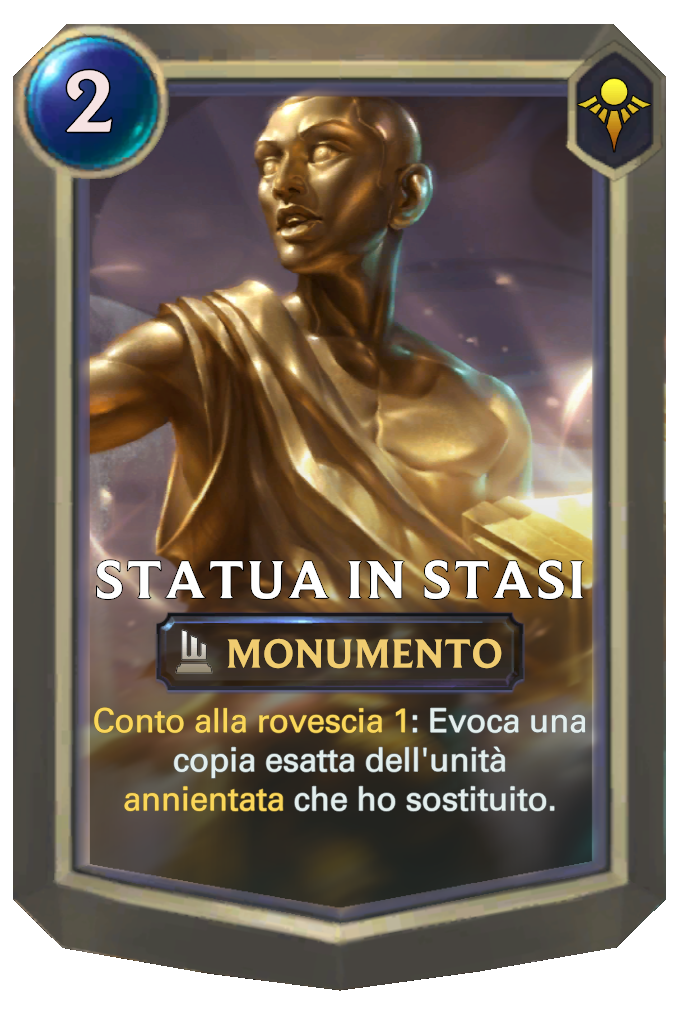 2
STATUA IN STASI
MONUMENTO
Conto alla rovescia 1: Evoca una
copia esatta dell'unità
annientata che ho sostituito.